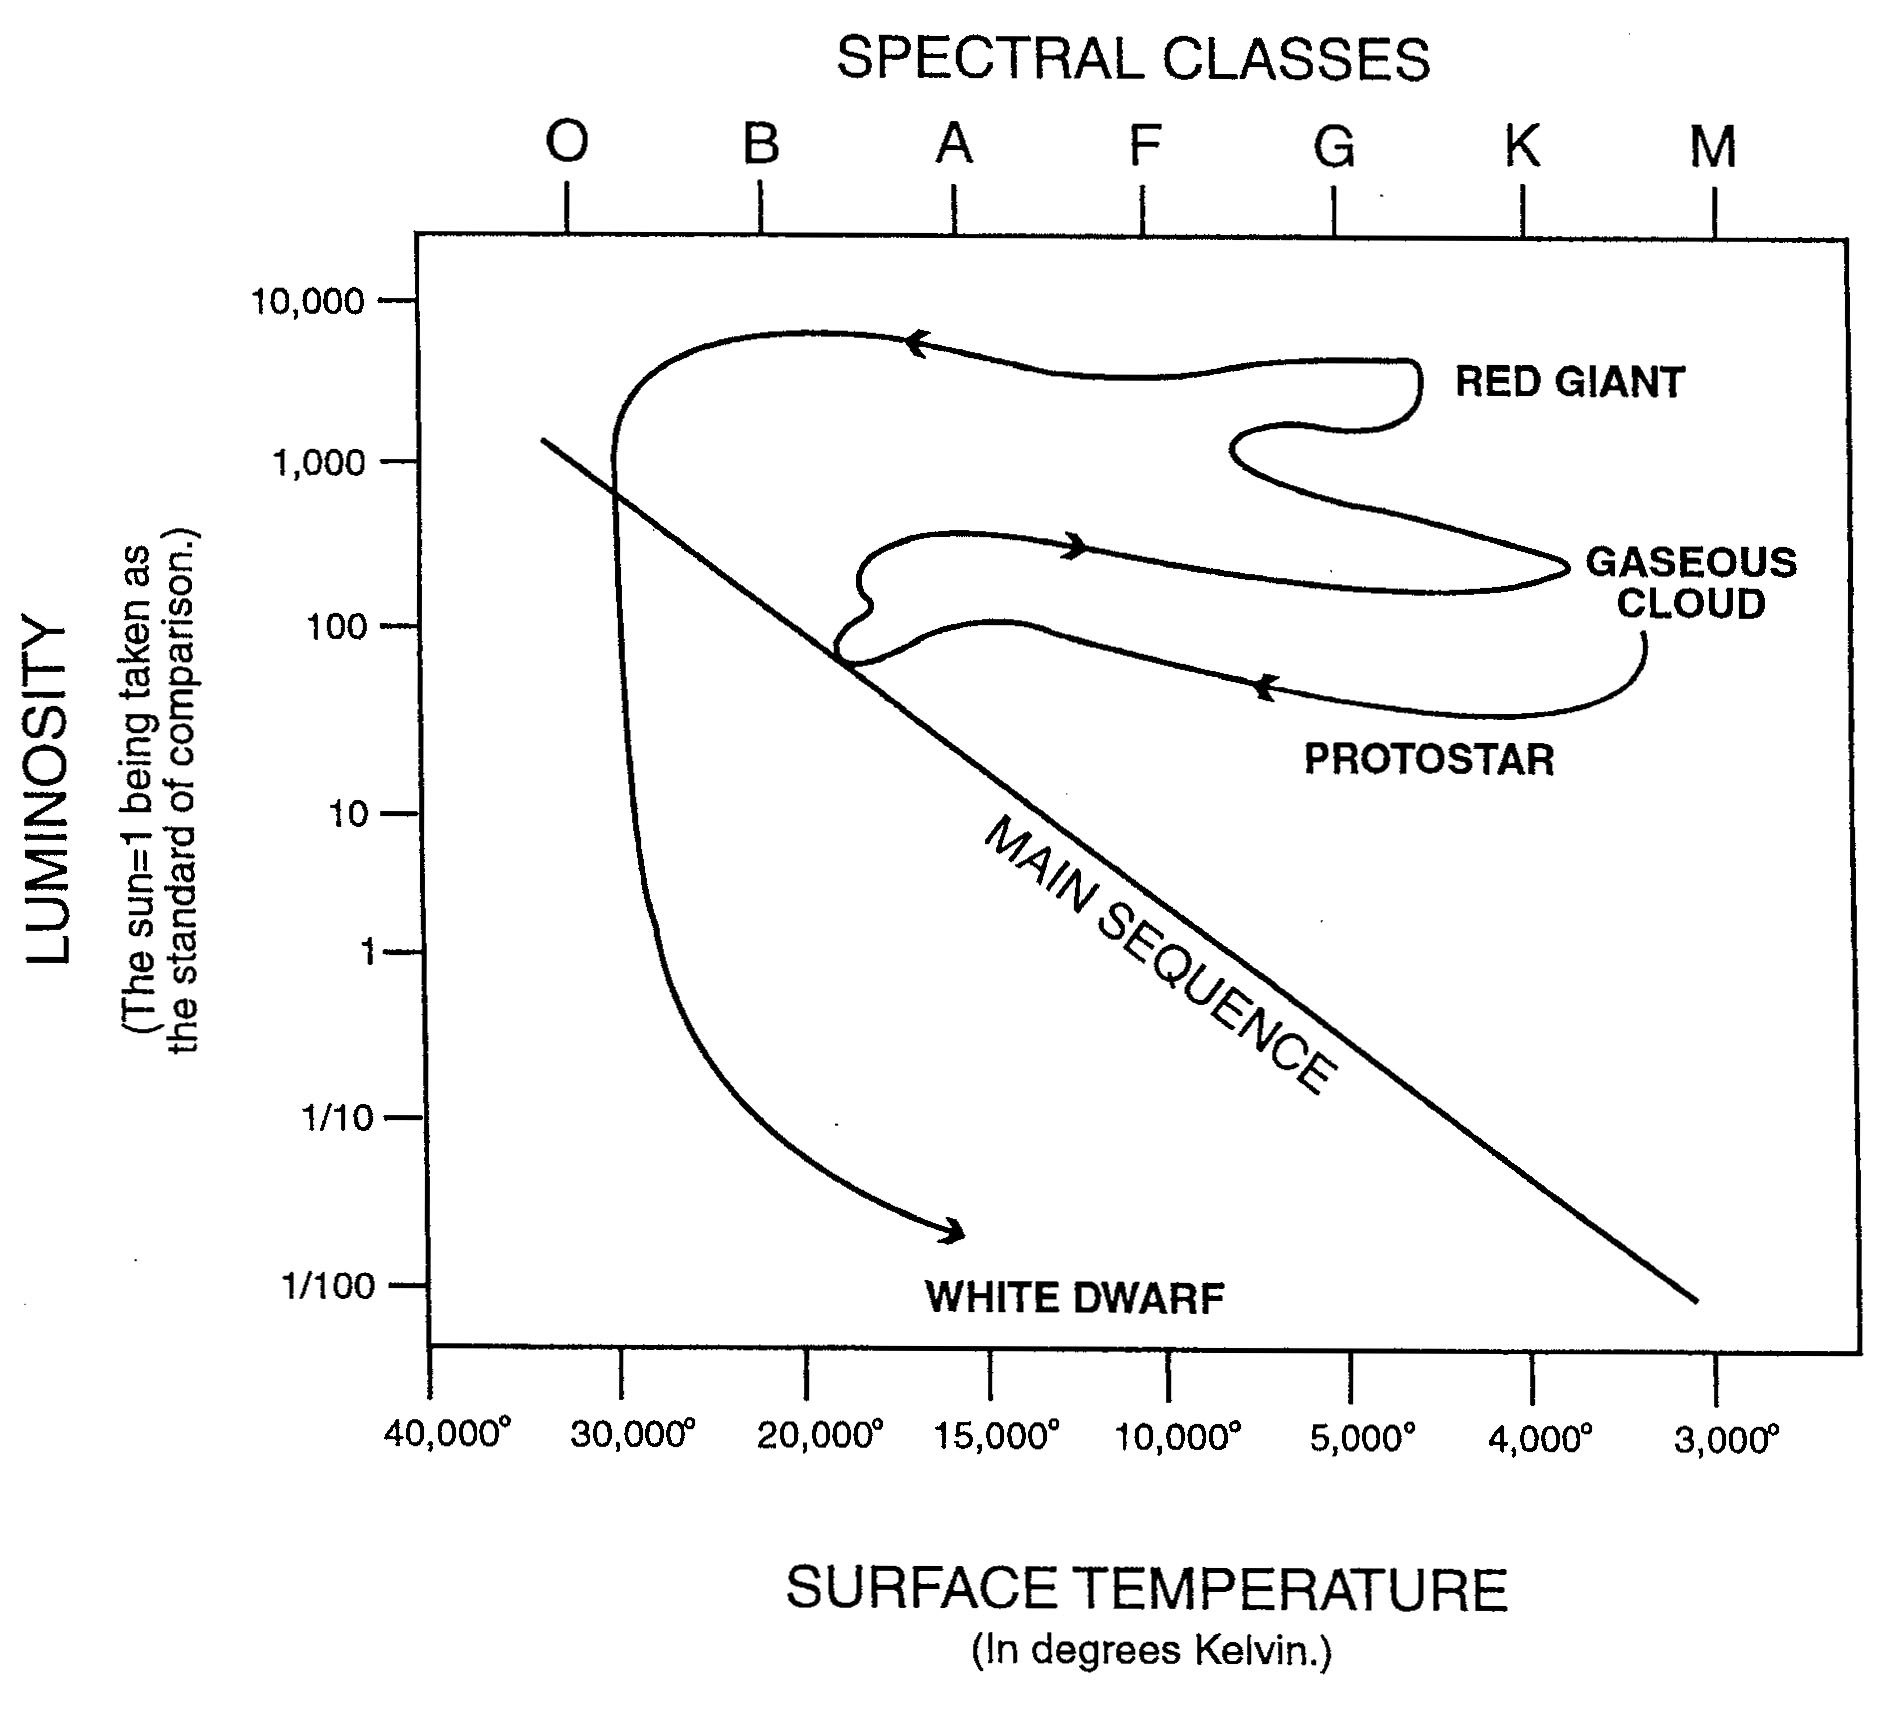 SPECTRAL CLASSES
O B A F G K M
10,000
1,000
100
10
1
1/10
1/100
LUMINOSITY
(The sun=1 being taken as
the standard of comparison.)
RED GIANT
GASEOUS
CLOUD
PROTOSTAR
MAIN SEQUENCE
WHITE DWARF
40,000° 30,000° 20,000° 15,000° 10,000° 5,000° 4,000° 3,000°
SURFACE TEMPERATURE
(In degrees Kelvin.)